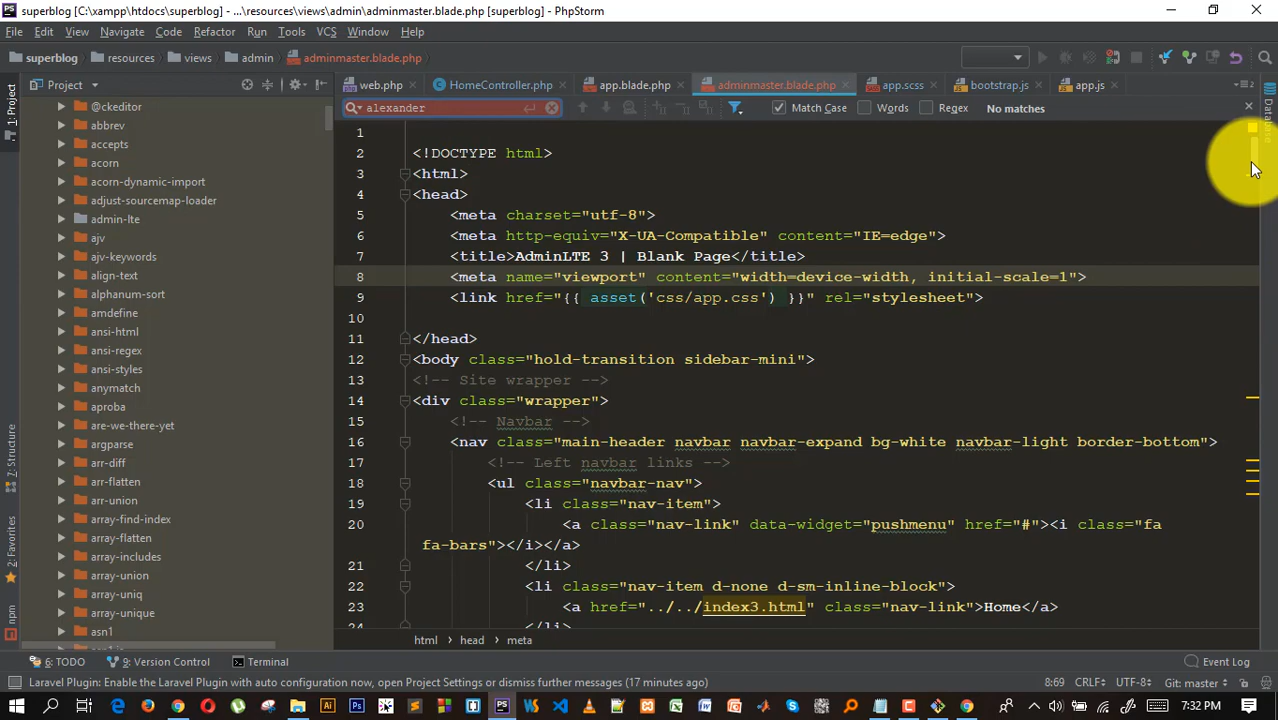 superblog [C:\xampp\htdocs\superblog] - ...\resources\views\admin\adminmaster.blade.php [superblog] - PhpStorm
File Edit View Navigate Code Refactor Run Tools VCS Window Help
superblog resources views admin adminmaster.blade.php
Project
web.php HomeController.php app.blade.php adminmaster.blade.php app.scss bootstrap.js app.js
alexander Match Case Words Regex No matches
1: Project
7: Structure
2: Favorites
npm
Database
@ckeditor
abbrev
accepts
acorn
acorn-dynamic-import
adjust-sourcemap-loader
admin-lte
ajv
ajv-keywords
align-text
alphanum-sort
amdefine
ansi-html
ansi-regex
ansi-styles
anymatch
aproba
are-we-there-yet
argparse
arr-diff
arr-flatten
arr-union
array-find-index
array-flatten
array-includes
array-union
array-uniq
array-unique
asn1
1
2 <!DOCTYPE html>
3 <html>
4 <head>
5 <meta charset="utf-8">
6 <meta http-equiv="X-UA-Compatible" content="IE=edge">
7 <title>AdminLTE 3 | Blank Page</title>
8 <meta name="viewport" content="width=device-width, initial-scale=1">
9 <link href="{{ asset('css/app.css') }}" rel="stylesheet">
10
11 </head>
12 <body class="hold-transition sidebar-mini">
13 <!-- Site wrapper -->
14 <div class="wrapper">
15 <!-- Navbar -->
16 <nav class="main-header navbar navbar-expand bg-white navbar-light border-bottom">
17 <!-- Left navbar links -->
18 <ul class="navbar-nav">
19 <li class="nav-item">
20 <a class="nav-link" data-widget="pushmenu" href="#"><i class="fa
fa-bars"></i></a>
21 </li>
22 <li class="nav-item d-none d-sm-inline-block">
23 <a href="../../index3.html" class="nav-link">Home</a>
24 </li>
html head meta
6: TODO 9: Version Control Terminal Event Log
Laravel Plugin: Enable the Laravel Plugin with auto configuration now, open Project Settings or dismiss further messages (17 minutes ago) 8:69 CRLF UTF-8 Git: master
7:32 PM